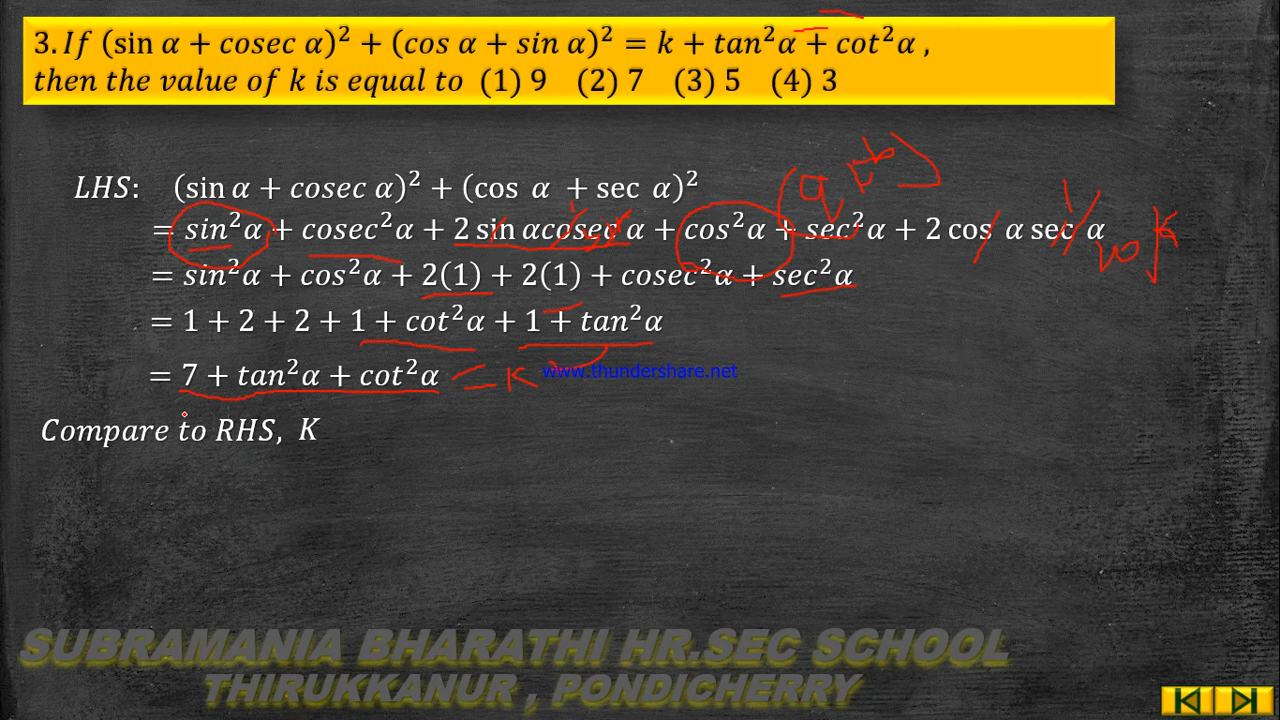 3. If (sin α + cosec α)² + (cos α + sin α)² = k + tan²α + cot²α ,
then the value of k is equal to (1) 9 (2) 7 (3) 5 (4) 3
LHS: (sin α + cosec α)² + (cos α + sec α)²
= sin²α + cosec²α + 2 sin αcosec α + cos²α + sec²α + 2 cos α sec α
= sin²α + cos²α + 2(1) + 2(1) + cosec²α + sec²α
= 1 + 2 + 2 + 1 + cot²α + 1 + tan²α
= 7 + tan²α + cot²α = K
www.thundershare.net
Compare to RHS, K
SUBRAMANIA BHARATHI HR.SEC SCHOOL
THIRUKKANUR , PONDICHERRY